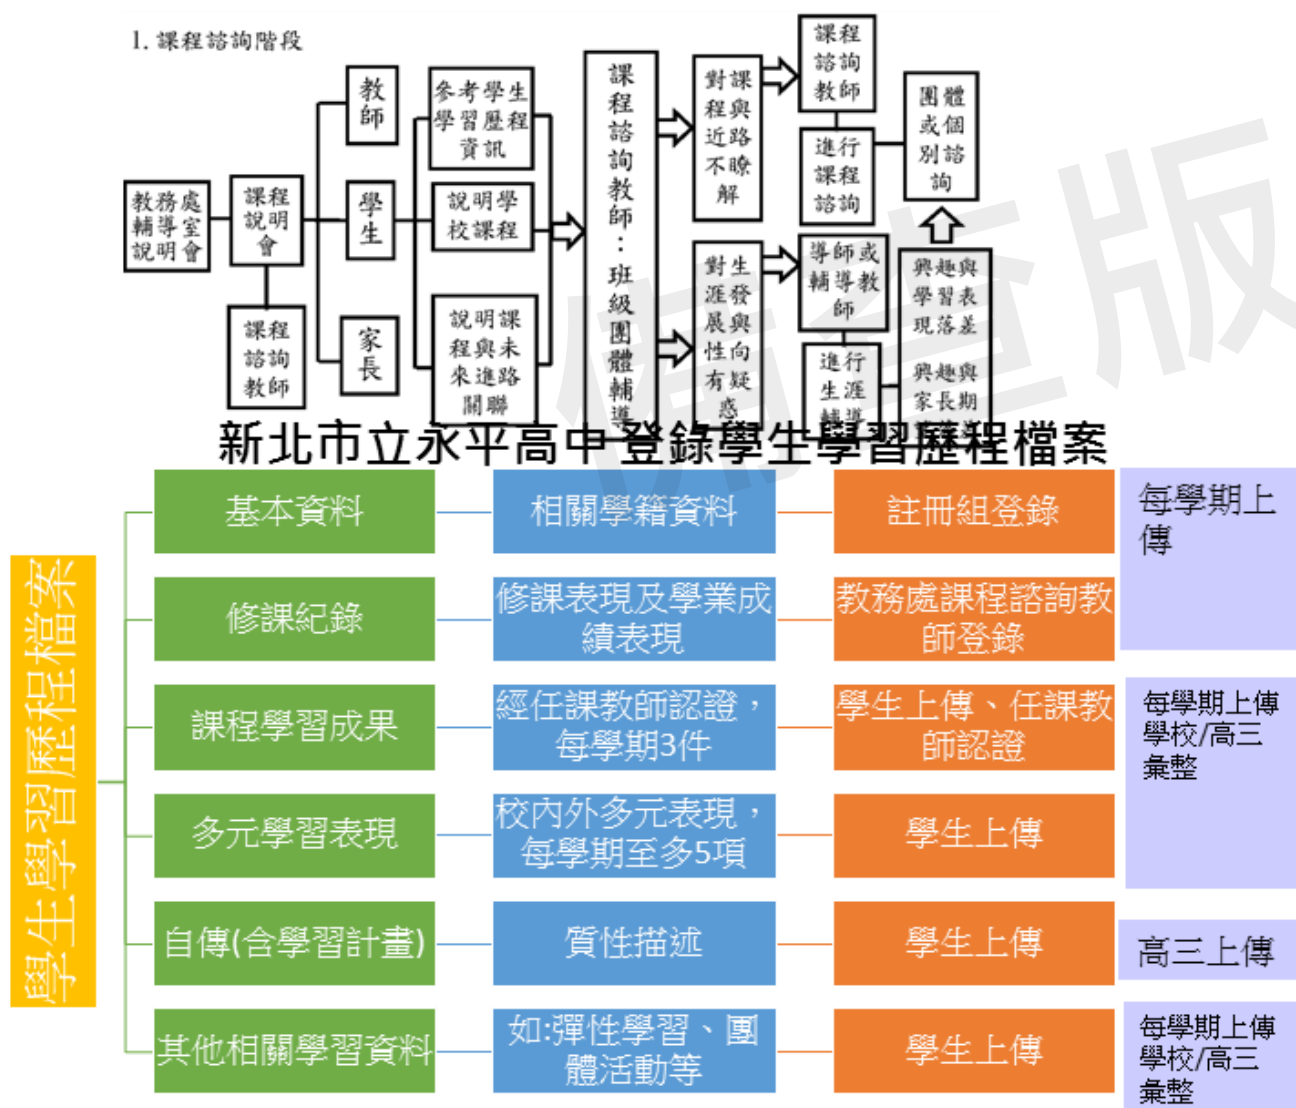 1. 課程諮詢階段
教務處
輔導室
說明會
課程
說明
會
課程
諮詢
教師
教
師
學
生
家
長
參考學生
學習歷程
資訊
說明學
校課程
說明課
程與未
來進路
關聯
課
程
諮
詢
教
師
：
班
級
團
體
輔
導
對課
程與
近路
不瞭
解
對生
涯發
展與
性向
有疑
惑
課程
諮詢
教師
進行
課程
諮詢
導師或
輔導教
師
進行
生涯
輔導
團體
或個
別諮
詢
興趣與
學習表
現落差
興趣與
家長期
備查版
新北市立永平高中登錄學生學習歷程檔案
學生學習歷程檔案
基本資料
相關學籍資料
註冊組登錄
每學期上
傳
修課紀錄
修課表現及學業成
績表現
教務處課程諮詢教
師登錄
課程學習成果
經任課教師認證，
每學期3件
學生上傳、任課教
師認證
每學期上傳
學校/高三
彙整
多元學習表現
校內外多元表現，
每學期至多5項
學生上傳
自傳(含學習計畫)
質性描述
學生上傳
高三上傳
其他相關學習資料
如:彈性學習、團
體活動等
學生上傳
每學期上傳
學校/高三
彙整